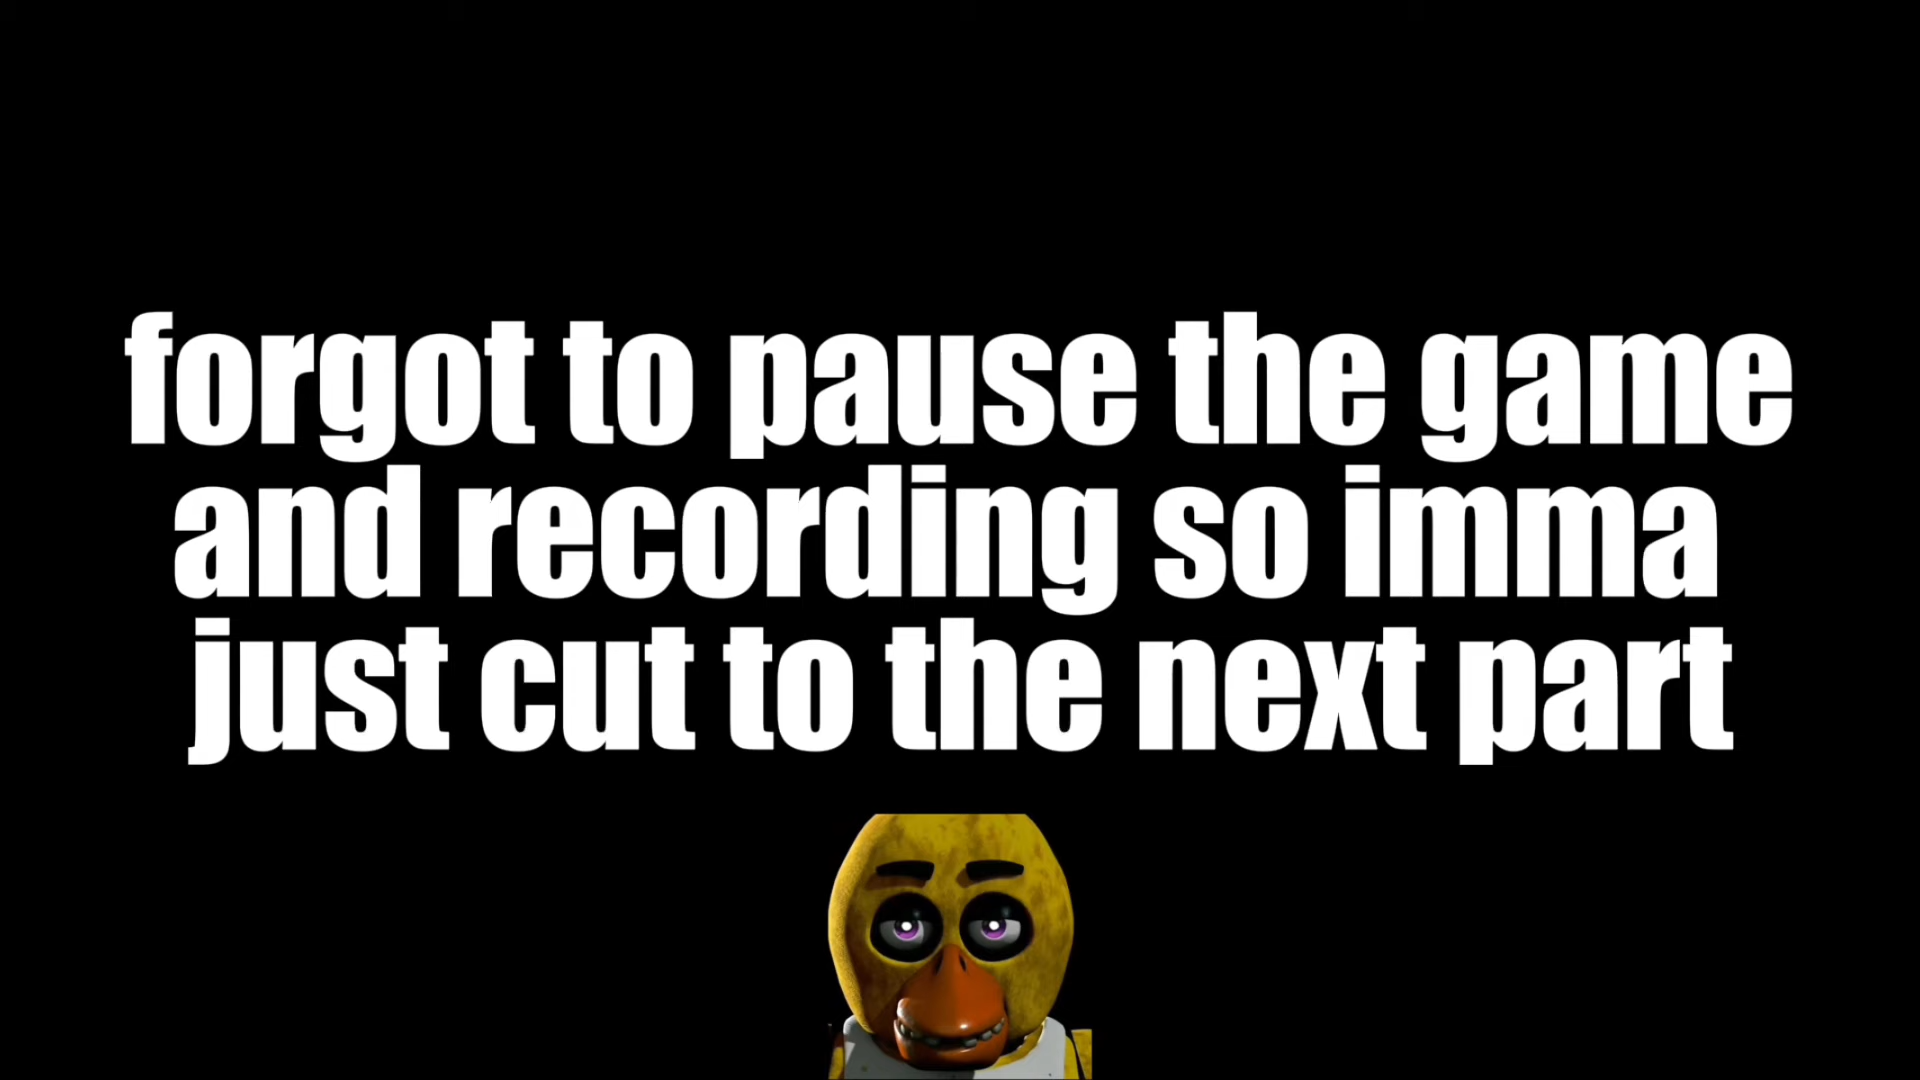 forgot to pause the game
and recording so imma
just cut to the next part